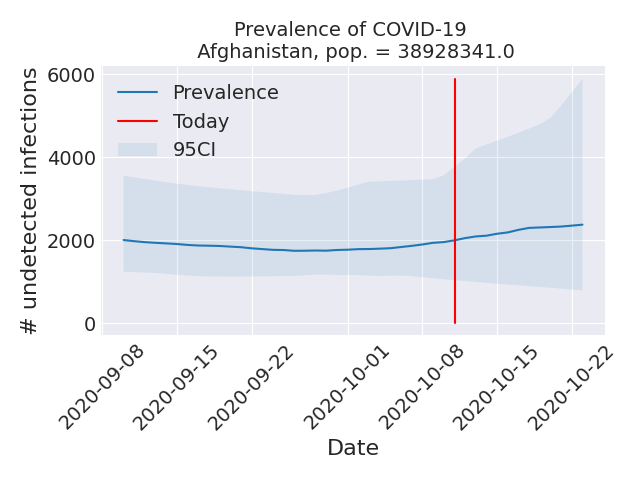 Prevalence of COVID-19
Afghanistan, pop. = 38928341.0
# undetected infections
6000
4000
2000
0
Prevalence
Today
95CI
2020-09-08
2020-09-15
2020-09-22
2020-10-01
2020-10-08
2020-10-15
2020-10-22
Date